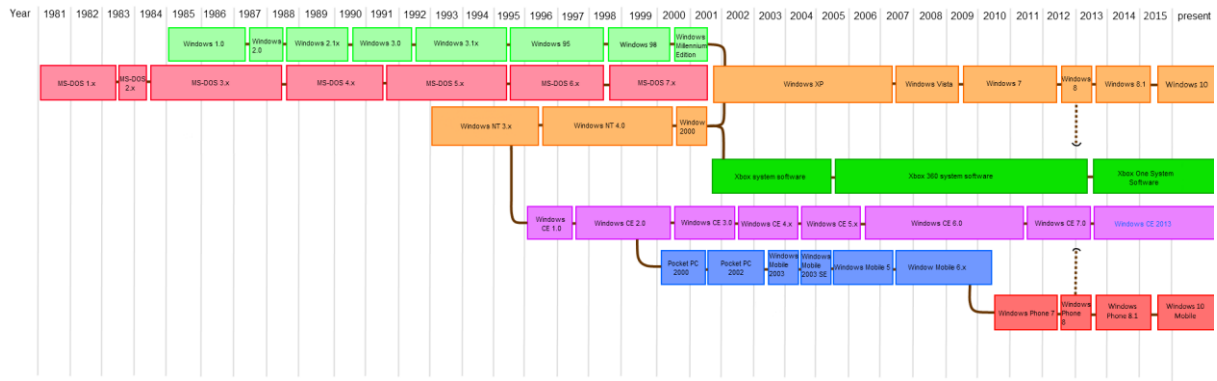 Year 1981 1982 1983 1984 1985 1986 1987 1988 1989 1990 1991 1992 1993 1994 1995 1996 1997 1998 1999 2000 2001 2002 2003 2004 2005 2006 2007 2008 2009 2010 2011 2012 2013 2014 2015 present
Windows 1.0
Windows
2.0
Windows 2.1x
Windows 3.0
Windows 3.1x
Windows 95
Windows 98
Windows
Millennium
Edition
MS-DOS 1.x
MS-DOS
2.x
MS-DOS 3.x
MS-DOS 4.x
MS-DOS 5.x
MS-DOS 6.x
MS-DOS 7.x
Windows XP
Windows Vista
Windows 7
Windows
8
Windows 8.1
Windows 10
Windows NT 3.x
Windows NT 4.0
Window
2000
Xbox system software
Xbox 360 system software
Xbox One System
Software
Windows
CE 1.0
Windows CE 2.0
Windows CE 3.0
Windows CE 4.x
Windows CE 5.x
Windows CE 6.0
Windows CE 7.0
Windows CE 2013
Pocket PC
2000
Pocket PC
2002
Windows
Mobile
2003
Windows
Mobile
2003 SE
Windows Mobile 5
Window Mobile 6.x
Windows Phone 7
Windows
Phone
8
Windows
Phone 8.1
Windows 10
Mobile